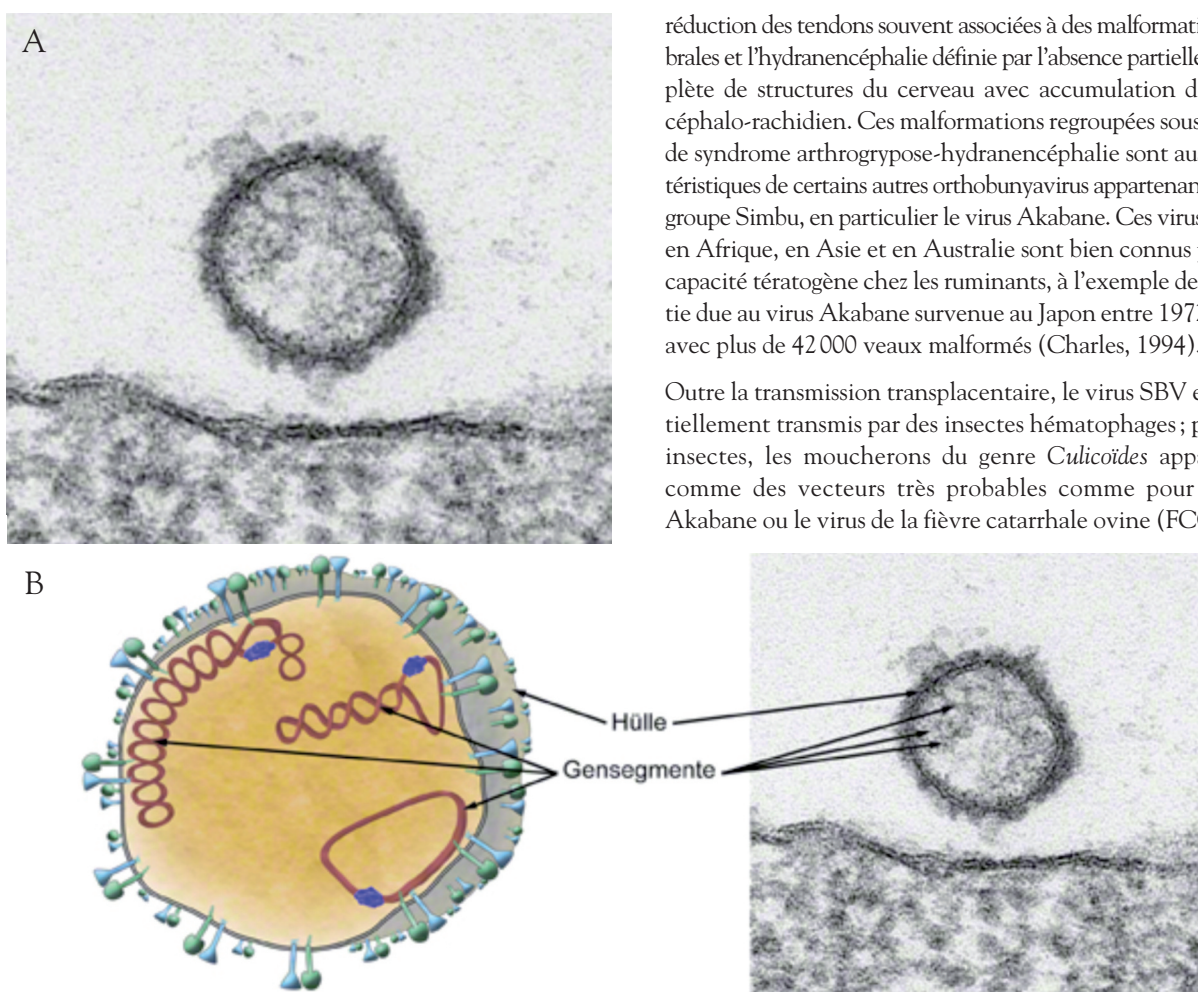 A
réduction des tendons souvent associées à des malformati
brales et l'hydranencéphalie définie par l'absence partielle
plète de structures du cerveau avec accumulation d
céphalo-rachidien. Ces malformations regroupées sous
de syndrome arthrogrypose-hydranencéphalie sont au
téristiques de certains autres orthobunyavirus appartenan
groupe Simbu, en particulier le virus Akabane. Ces virus
en Afrique, en Asie et en Australie sont bien connus
capacité tératogène chez les ruminants, à l'exemple de
tie due au virus Akabane survenue au Japon entre 197
avec plus de 42 000 veaux malformés (Charles, 1994).
Outre la transmission transplacentaire, le virus SBV e
tiellement transmis par des insectes hématophages ; p
insectes, les moucherons du genre Culicoïdes app
comme des vecteurs très probables comme pour
Akabane ou le virus de la fièvre catarrhale ovine (FC
B
Hülle
Gensegmente